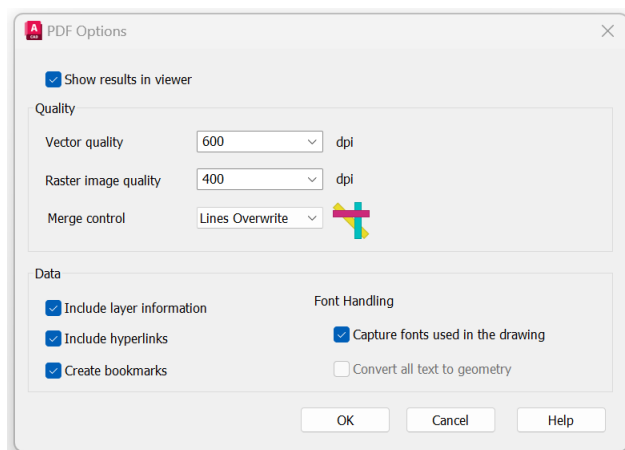 A
CAD
PDF Options
Show results in viewer
Quality
Vector quality 600 dpi
Raster image quality 400 dpi
Merge control Lines Overwrite
Data
Include layer information
Include hyperlinks
Create bookmarks
Font Handling
Capture fonts used in the drawing
Convert all text to geometry
OK Cancel Help